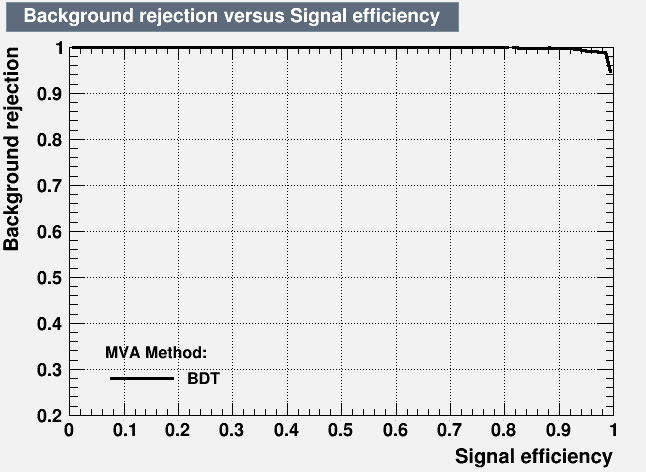 Background rejection versus Signal efficiency
Background rejection
1
0.9
0.8
0.7
0.6
0.5
0.4
0.3
0.2
MVA Method:
BDT
0 0.1 0.2 0.3 0.4 0.5 0.6 0.7 0.8 0.9 1
Signal efficiency